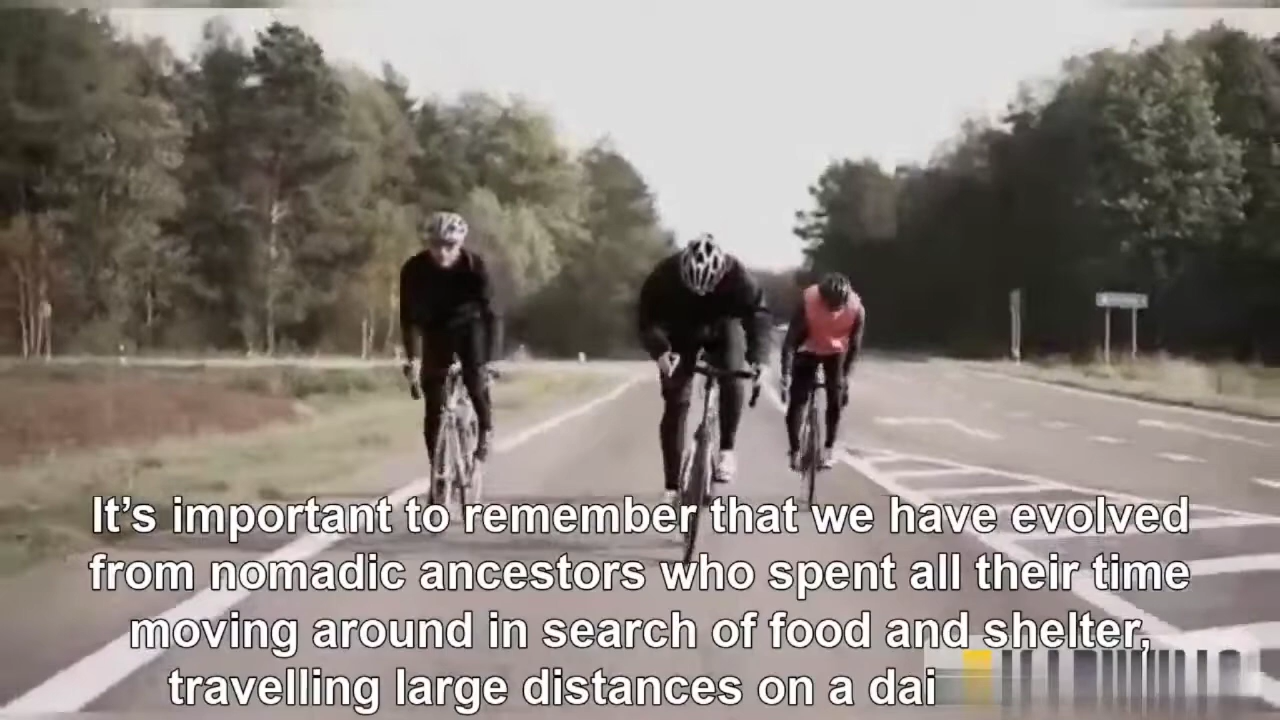 It’s important to remember that we have evolved
from nomadic ancestors who spent all their time
moving around in search of food and shelter,
travelling large distances on a dai